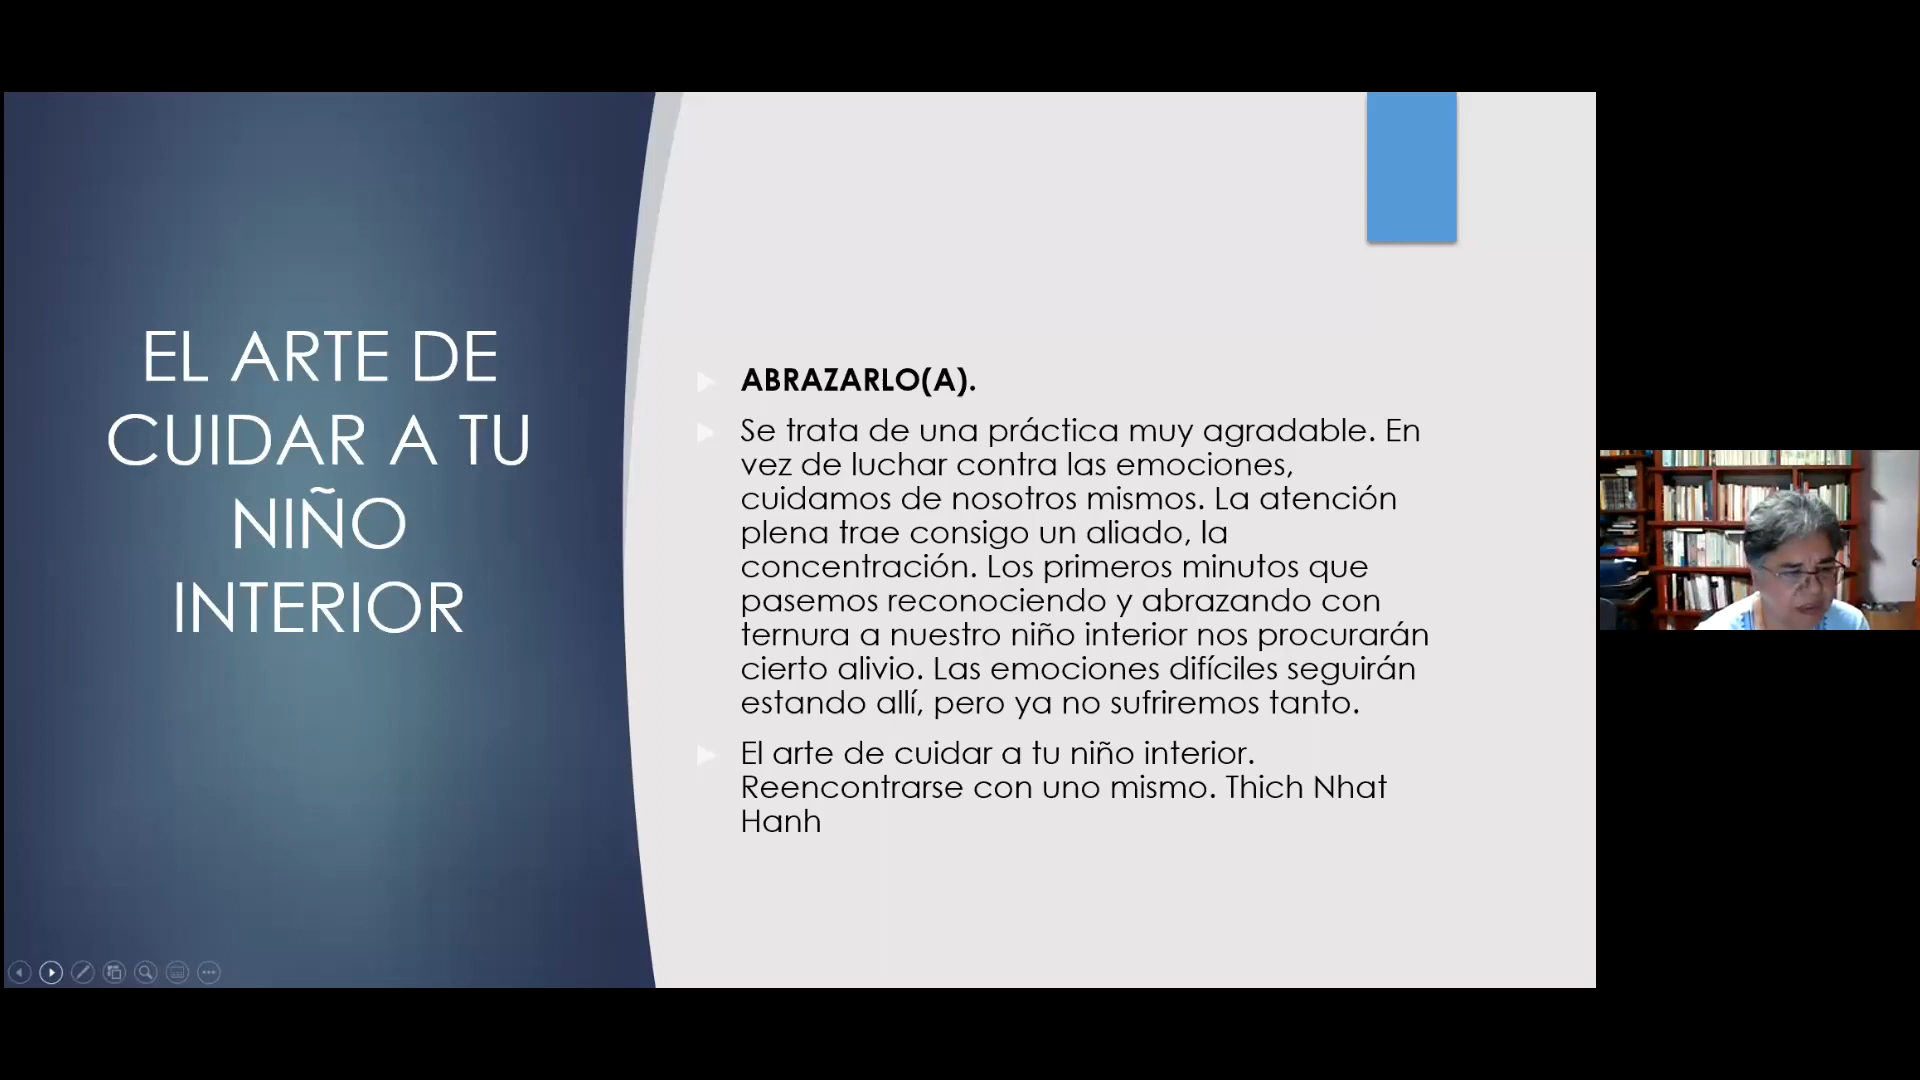 EL ARTE DE
CUIDAR A TU
NIÑO
INTERIOR
ABRAZARLO(A).
Se trata de una práctica muy agradable. En
vez de luchar contra las emociones,
cuidamos de nosotros mismos. La atención
plena trae consigo un aliado, la
concentración. Los primeros minutos que
pasemos reconociendo y abrazando con
ternura a nuestro niño interior nos procurarán
cierto alivio. Las emociones difíciles seguirán
estando allí, pero ya no sufriremos tanto.
El arte de cuidar a tu niño interior.
Reencontrarse con uno mismo. Thich Nhat
Hanh